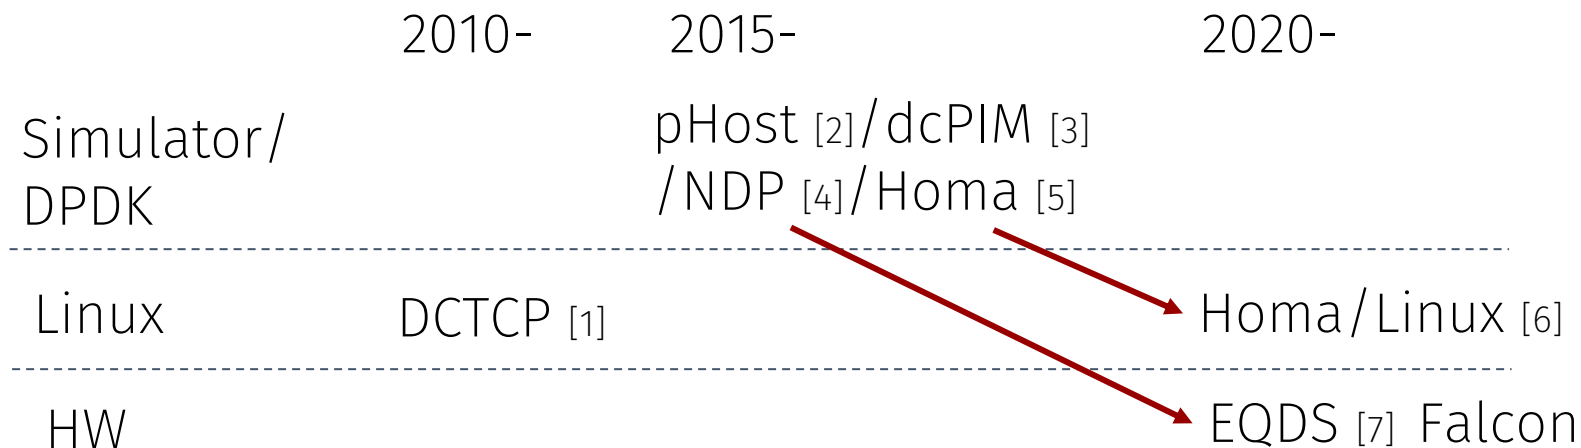 2010- 2015- 2020-
Simulator/
DPDK
pHost [2]/dcPIM [3]
/NDP [4]/Homa [5]
Linux DCTCP [1] Homa/Linux [6]
HW EQDS [7] Falcon